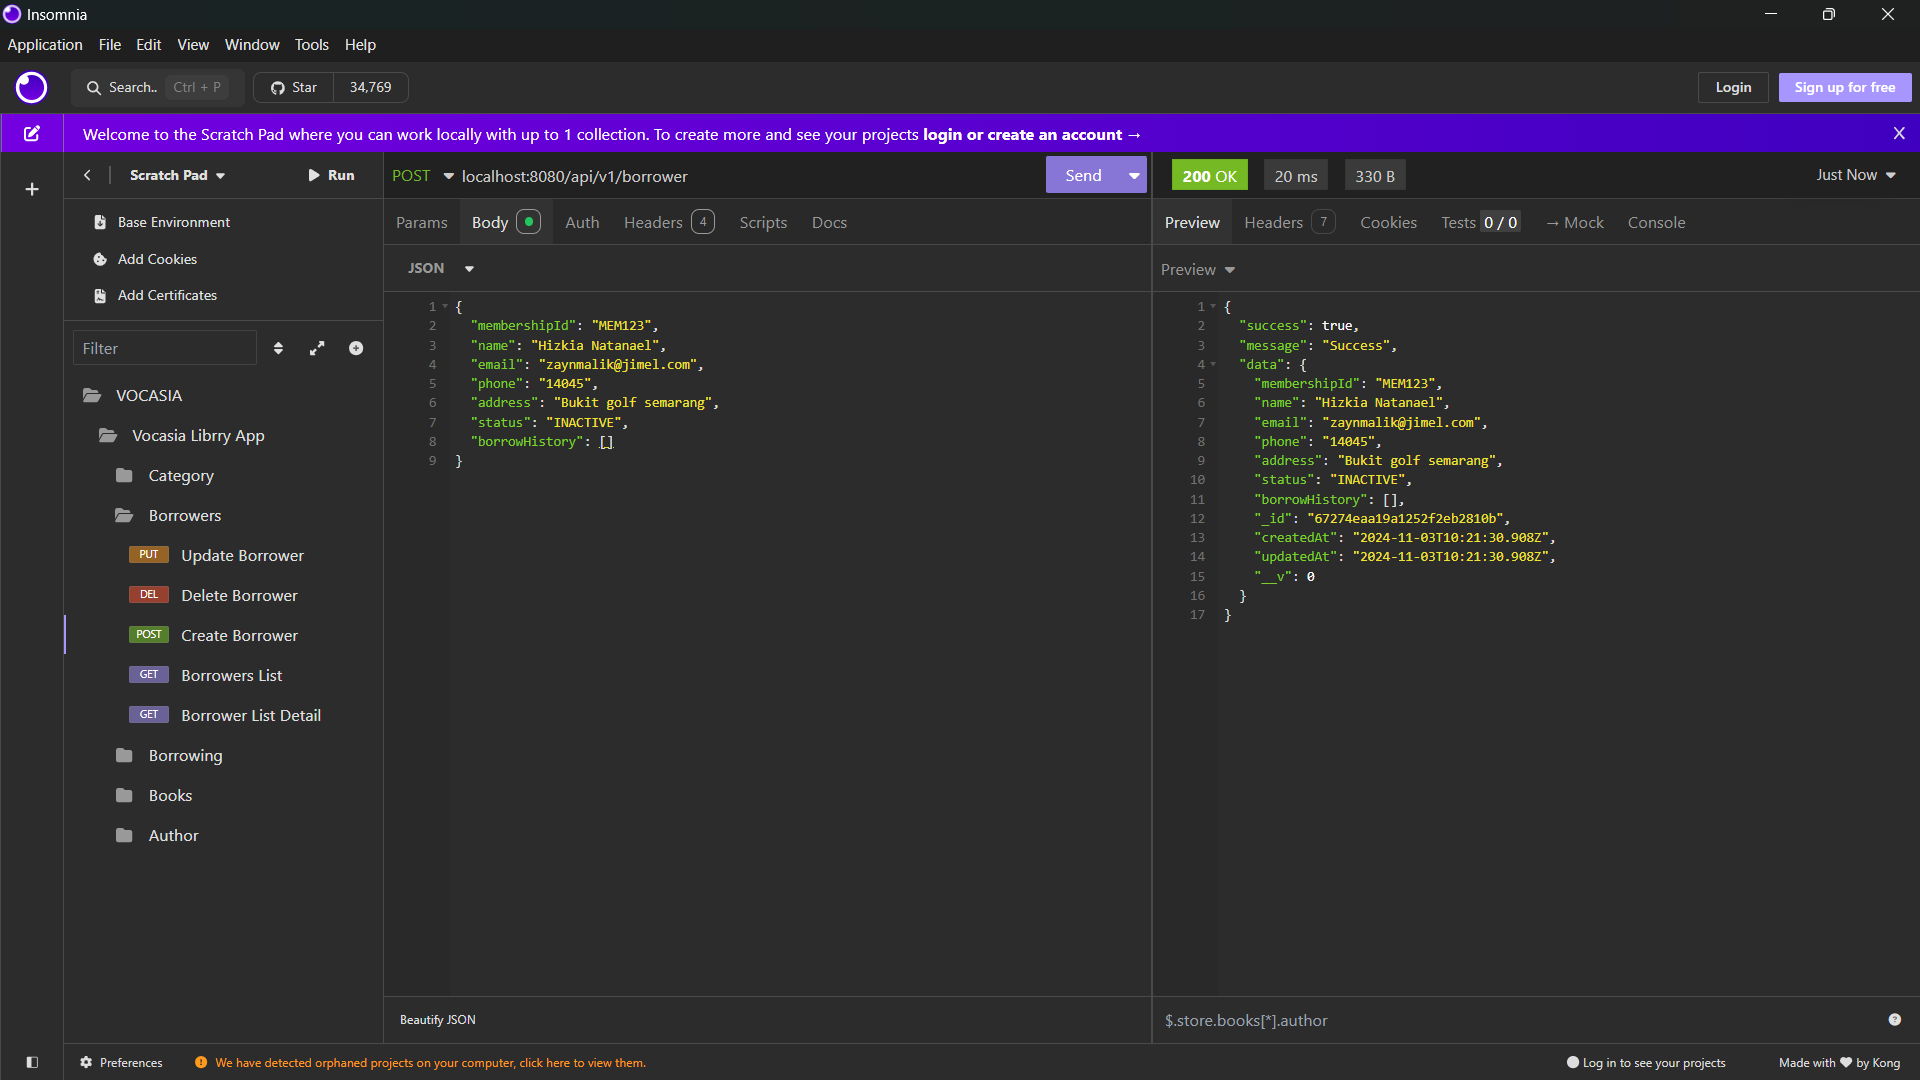 Insomnia
Application File Edit View Window Tools Help
Search.. Ctrl + P Star 34,769 Login Sign up for free
Welcome to the Scratch Pad where you can work locally with up to 1 collection. To create more and see your projects login or create an account →
Scratch Pad Run
Base Environment
Add Cookies
Add Certificates
Filter
VOCASIA
Vocasia Librry App
Category
Borrowers
PUT Update Borrower
DEL Delete Borrower
POST Create Borrower
GET Borrowers List
GET Borrower List Detail
Borrowing
Books
Author
POST localhost:8080/api/v1/borrower Send
Params Body Auth Headers 4 Scripts Docs
JSON
1 {
2 "membershipId": "MEM123",
3 "name": "Hizkia Natanael",
4 "email": "zaynmalik@jimel.com",
5 "phone": "14045",
6 "address": "Bukit golf semarang",
7 "status": "INACTIVE",
8 "borrowHistory": []
9 }
Beautify JSON
200 OK 20 ms 330 B Just Now
Preview Headers 7 Cookies Tests 0 / 0 → Mock Console
Preview
1 {
2 "success": true,
3 "message": "Success",
4 "data": {
5 "membershipId": "MEM123",
6 "name": "Hizkia Natanael",
7 "email": "zaynmalik@jimel.com",
8 "phone": "14045",
9 "address": "Bukit golf semarang",
10 "status": "INACTIVE",
11 "borrowHistory": [],
12 "_id": "67274eaa19a1252f2eb2810b",
13 "createdAt": "2024-11-03T10:21:30.908Z",
14 "updatedAt": "2024-11-03T10:21:30.908Z",
15 "__v": 0
16 }
17 }
$.store.books[*].author
Preferences We have detected orphaned projects on your computer, click here to view them. Log in to see your projects Made with ♥ by Kong